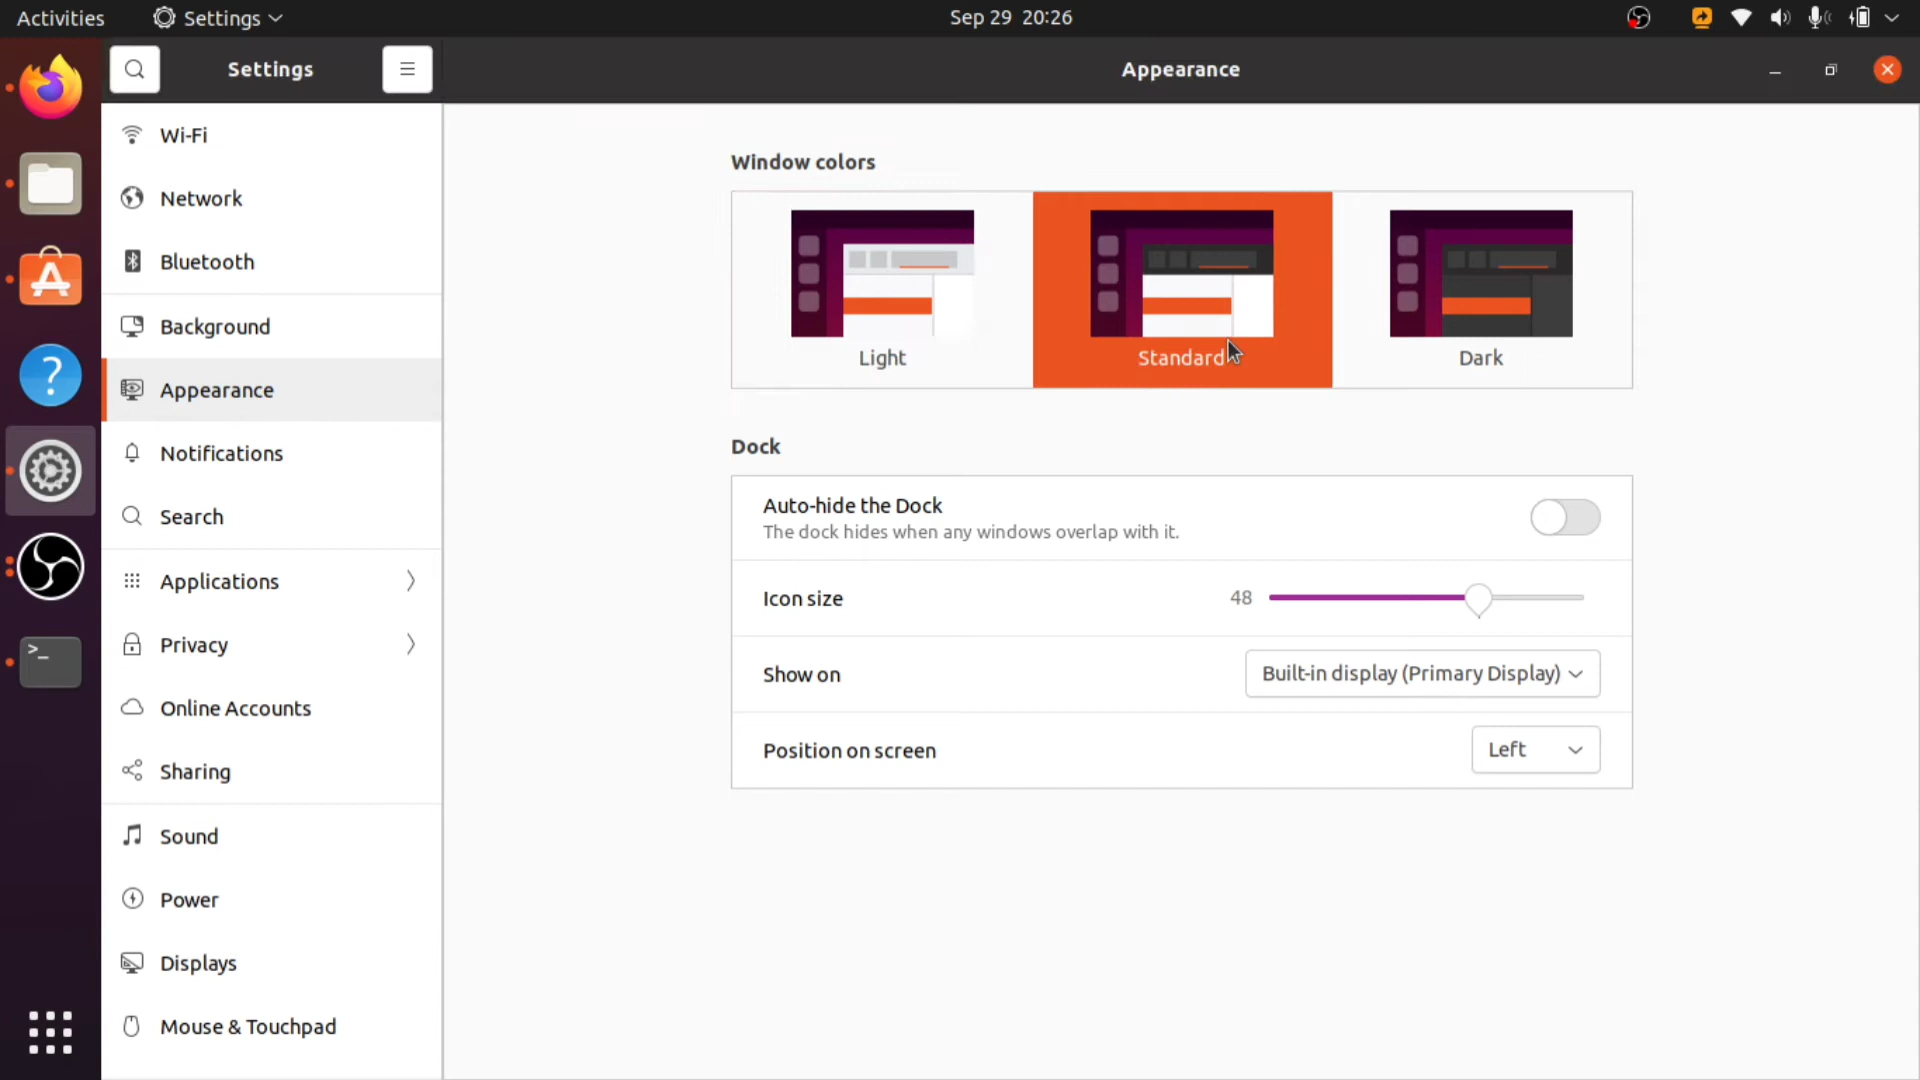 Activities
Settings
Sep 29 20:26
Settings
Appearance
Wi-Fi
Network
Bluetooth
Background
Appearance
Notifications
Search
Applications
Privacy
Online Accounts
Sharing
Sound
Power
Displays
Mouse & Touchpad
Window colors
Light
Standard
Dark
Dock
Auto-hide the Dock
The dock hides when any windows overlap with it.
Icon size
48
Show on
Built-in display (Primary Display)
Position on screen
Left